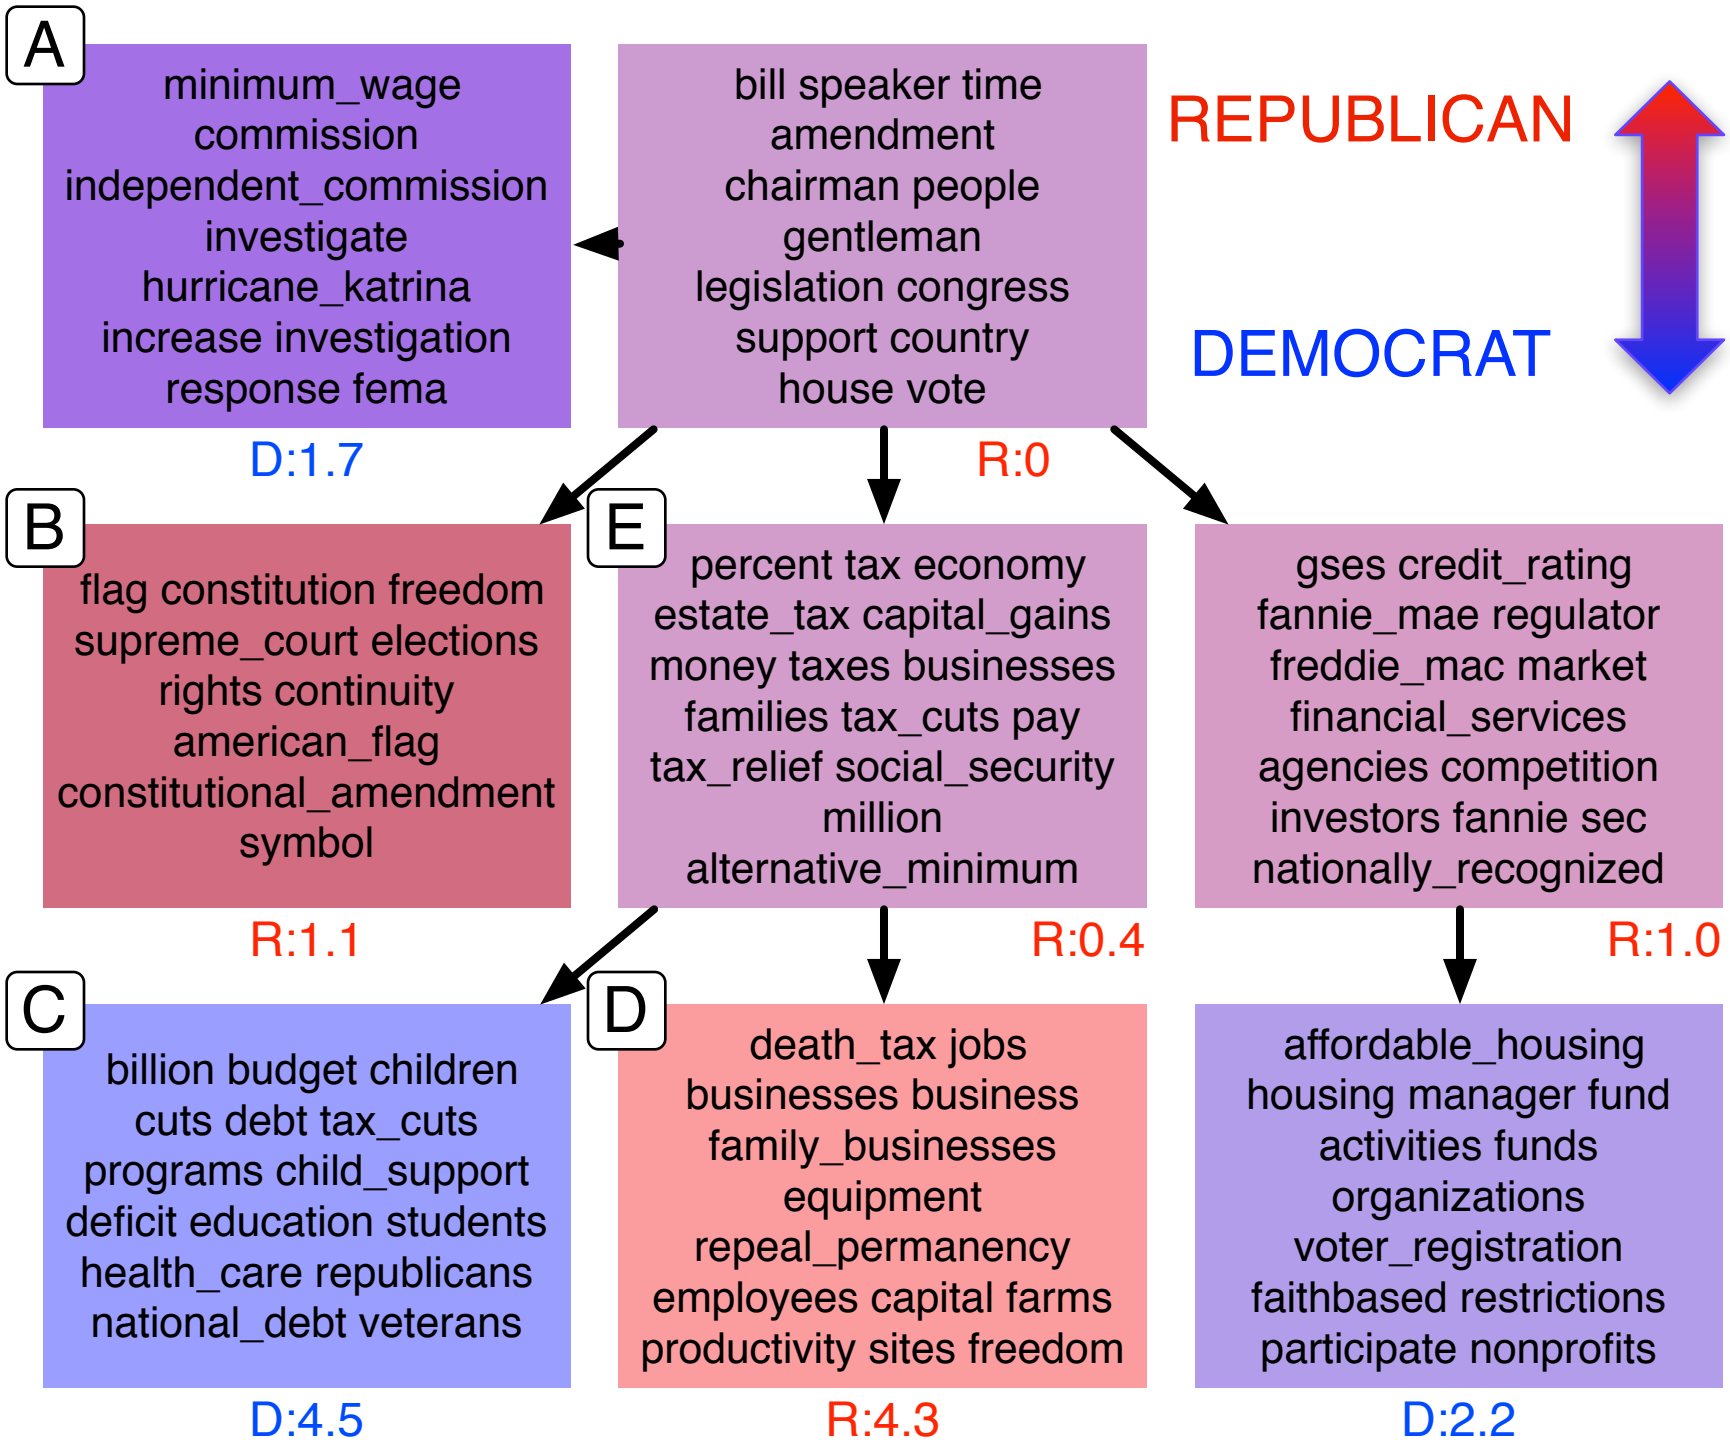 A
minimum_wage
commission
independent_commission
investigate
hurricane_katrina
increase investigation
response fema
D:1.7
bill speaker time
amendment
chairman people
gentleman
legislation congress
support country
house vote
R:0
REPUBLICAN
DEMOCRAT
B
flag constitution freedom
supreme_court elections
rights continuity
american_flag
constitutional_amendment
symbol
R:1.1
E
percent tax economy
estate_tax capital_gains
money taxes businesses
families tax_cuts pay
tax_relief social_security
million
alternative_minimum
R:0.4
gses credit_rating
fannie_mae regulator
freddie_mac market
financial_services
agencies competition
investors fannie sec
nationally_recognized
R:1.0
C
billion budget children
cuts debt tax_cuts
programs child_support
deficit education students
health_care republicans
national_debt veterans
D:4.5
D
death_tax jobs
businesses business
family_businesses
equipment
repeal_permanency
employees capital farms
productivity sites freedom
R:4.3
affordable_housing
housing manager fund
activities funds
organizations
voter_registration
faithbased restrictions
participate nonprofits
D:2.2